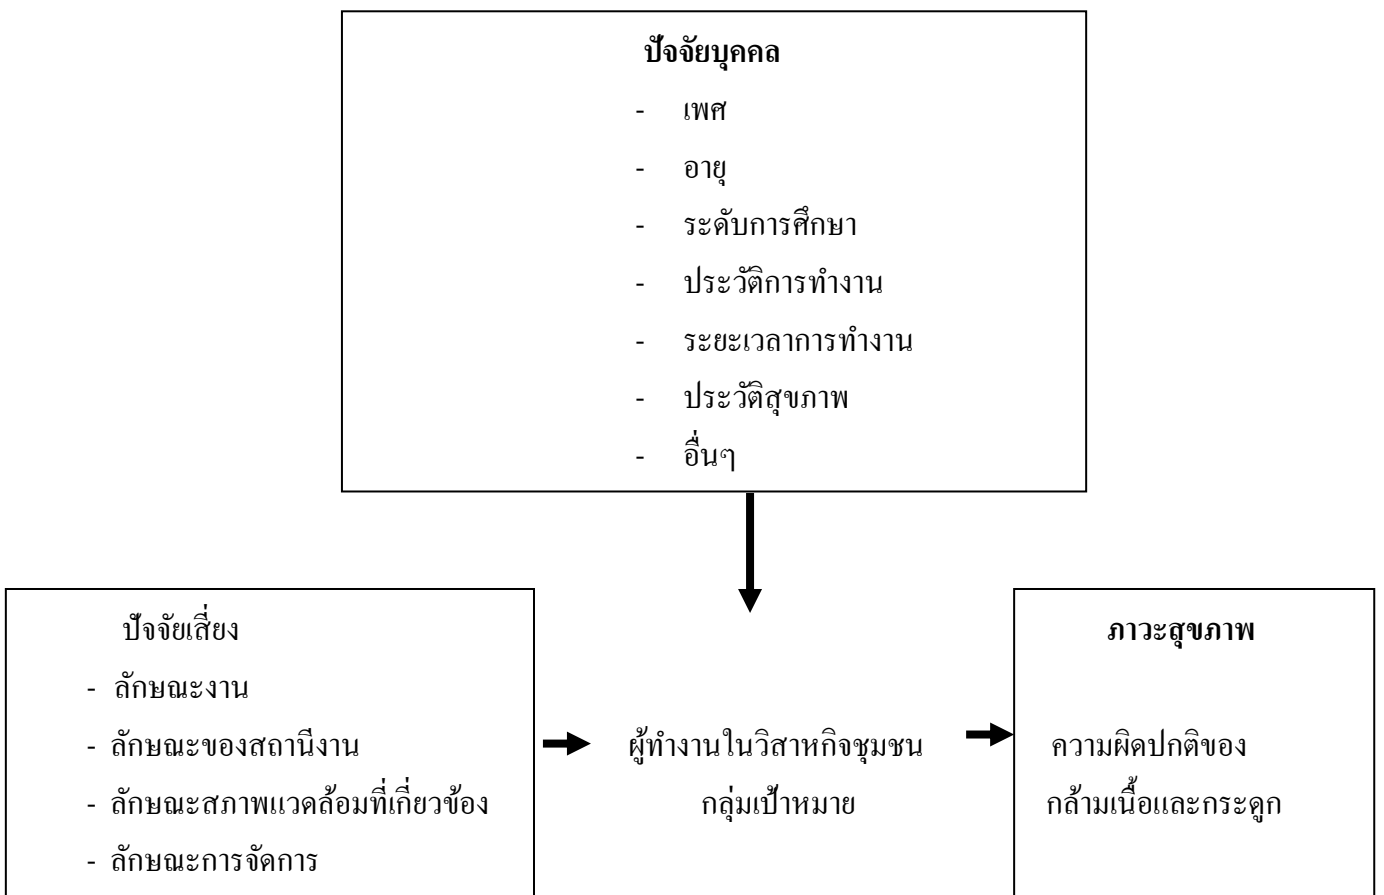 ปัจจัยบุคคล
- เพศ
- อายุ
- ระดับการศึกษา
- ประวัติการทำงาน
- ระยะเวลาการทำงาน
- ประวัติสุขภาพ
- อื่นๆ
ปัจจัยเสี่ยง
- ลักษณะงาน
- ลักษณะของสถานีงาน
- ลักษณะสภาพแวดล้อมที่เกี่ยวข้อง
- ลักษณะการจัดการ
ผู้ทำงานในวิสาหกิจชุมชน
กลุ่มเป้าหมาย
ภาวะสุขภาพ
ความผิดปกติของ
กล้ามเนื้อและกระดูก